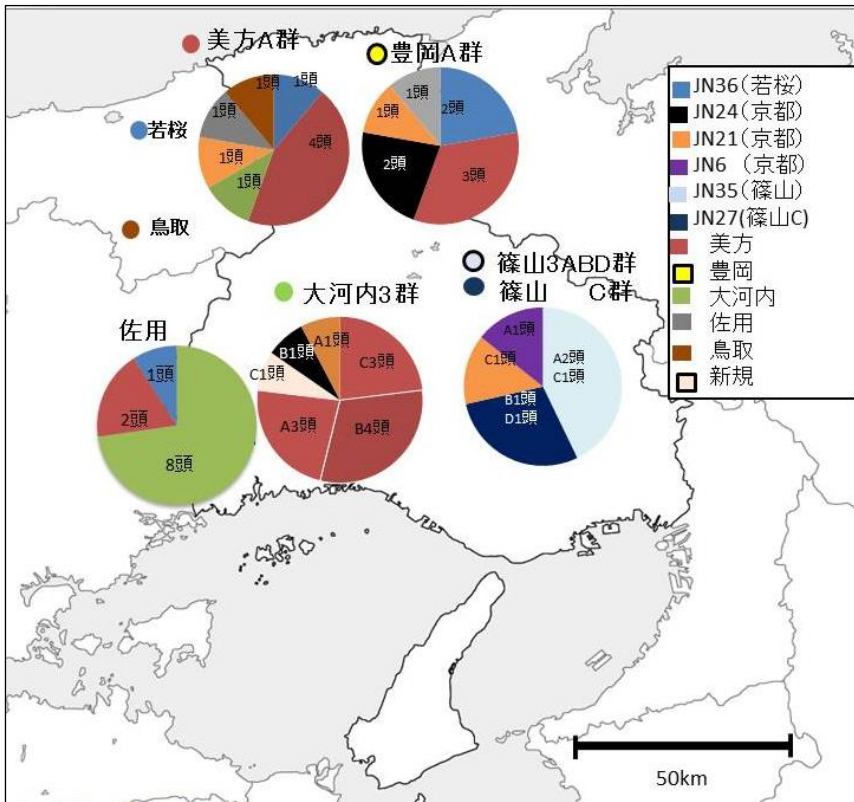 美方A群
豊岡A群
1頭
1頭
4頭
1頭
1頭
1頭
2頭
3頭
2頭
1頭
1頭
若桜
鳥取
JN36(若桜)
JN24(京都)
JN21(京都)
JN6 (京都)
JN35(篠山)
JN27(篠山C)
美方
豊岡
大河内
佐用
鳥取
新規
佐用
1頭
2頭
8頭
大河内3群
A1頭
B1頭
C3頭
C1頭
A3頭
B4頭
篠山3ABD群
篠山 C群
A1頭
A2頭
C1頭
C1頭
B1頭
D1頭
50km